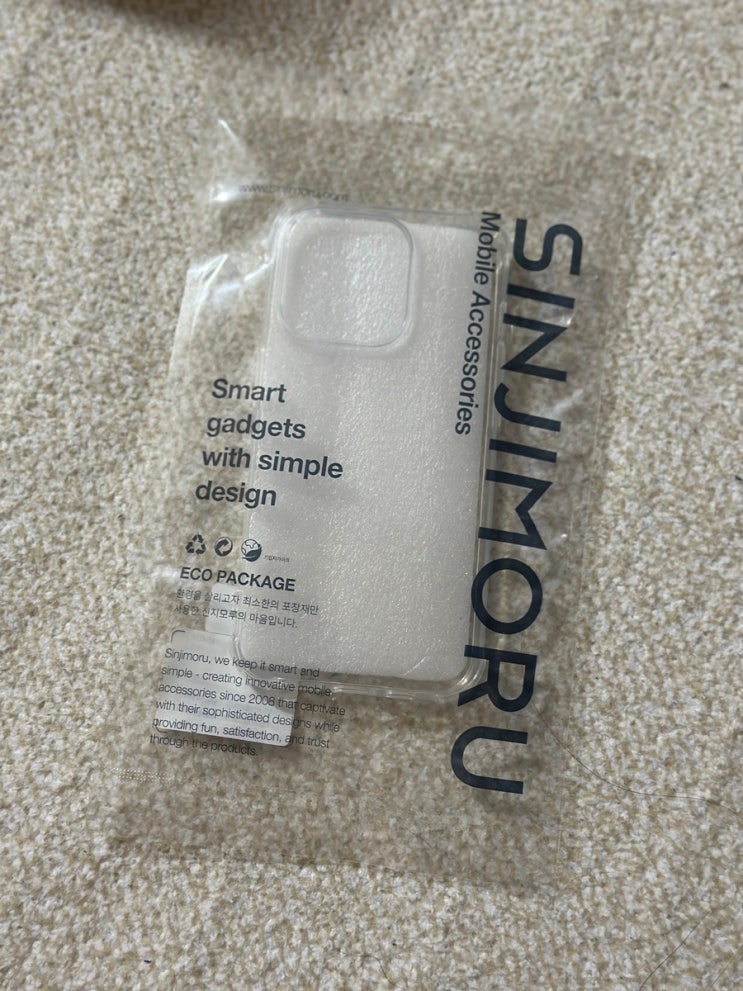 www.sinjimoru.com
SINJIMORU
Mobile Accessories
Smart
gadgets
with simple
design
ECO PACKAGE
환경을 살리고자 최소한의 포장재만
사용한 신지모루의 마음입니다.
Sinjimoru, we keep it smart and
simple - creating innovative mobile
accessories since 2008 that captivate
with their sophisticated designs while
providing fun, satisfaction, and trust
through the products.